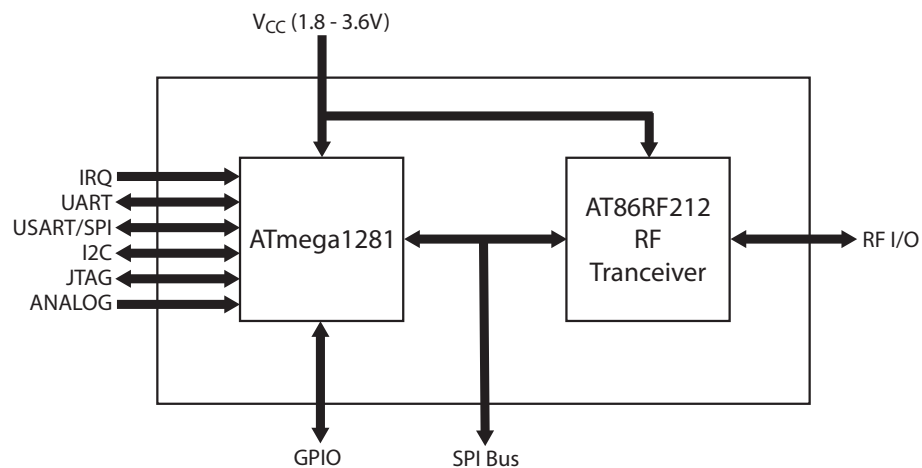 VCC (1.8 - 3.6V)
IRQ
UART
USART/SPI
I2C
JTAG
ANALOG
ATmega1281
AT86RF212
RF
Tranceiver
RF I/O
GPIO
SPI Bus